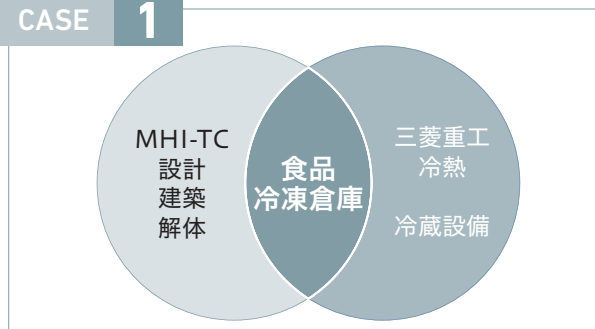 CASE 1
MHI-TC
設計
建築
解体
食品
冷凍倉庫
三菱重工
冷熱
冷蔵設備